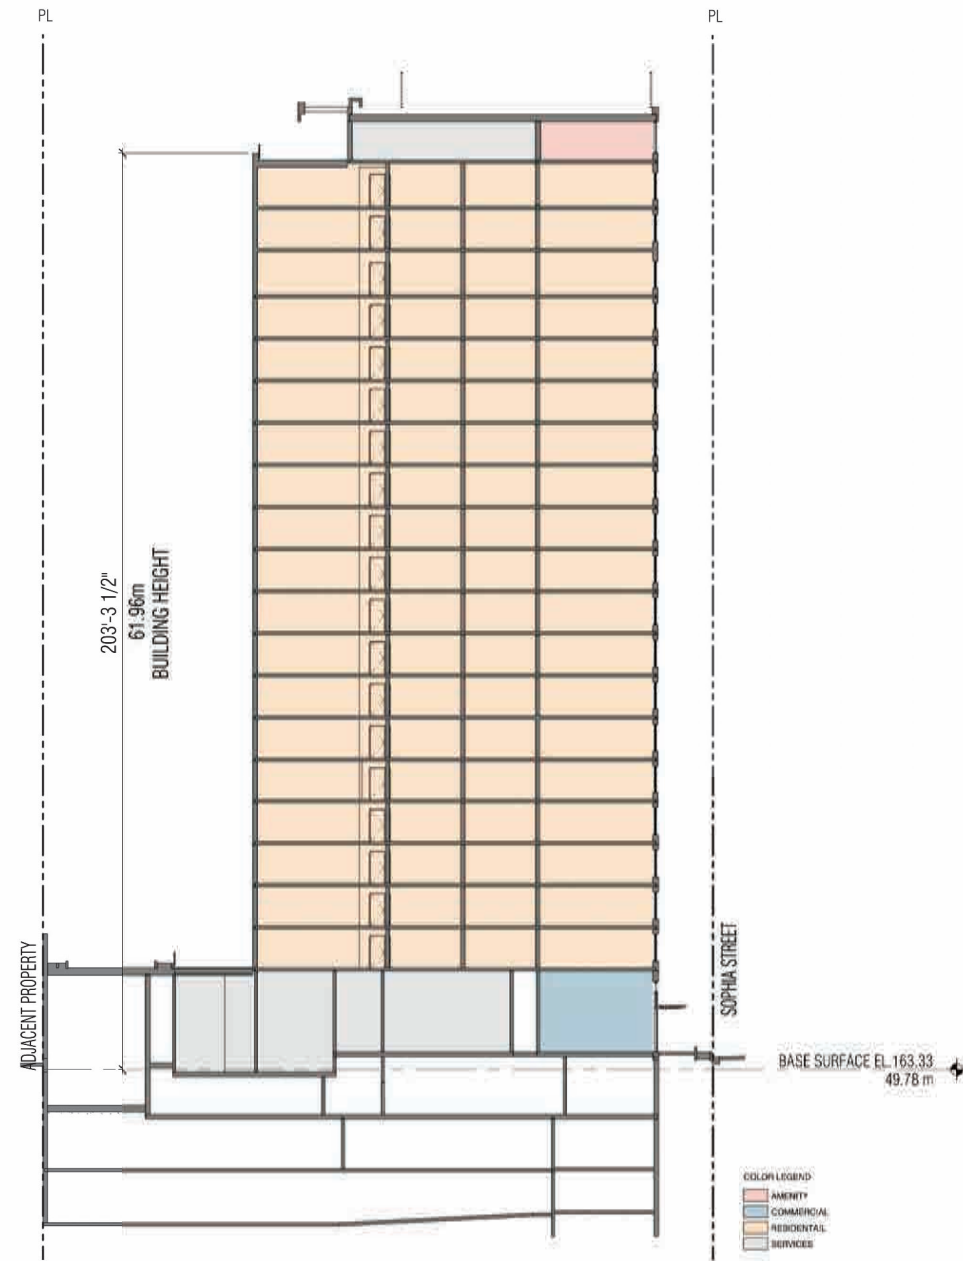 PL
PL
203'-3 1/2"
61.96m
BUILDING HEIGHT
ADJACENT PROPERTY
SOPHIA STREET
BASE SURFACE EL.163.33
49.78 m
COLOR LEGEND
AMENITY
COMMERCIAL
RESIDENTAIL
SERVICES